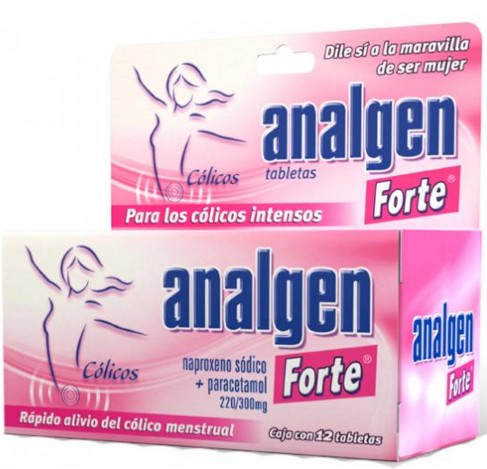 Dile sí a la maravilla
de ser mujer
analgen
tabletas
Forte®
Cólicos
Para los cólicos intensos
analgen
naproxeno sódico
+ paracetamol
220/300mg
Forte®
Cólicos
Rápido alivio del cólico menstrual
Caja con 12 tabletas
analgen
Forte®